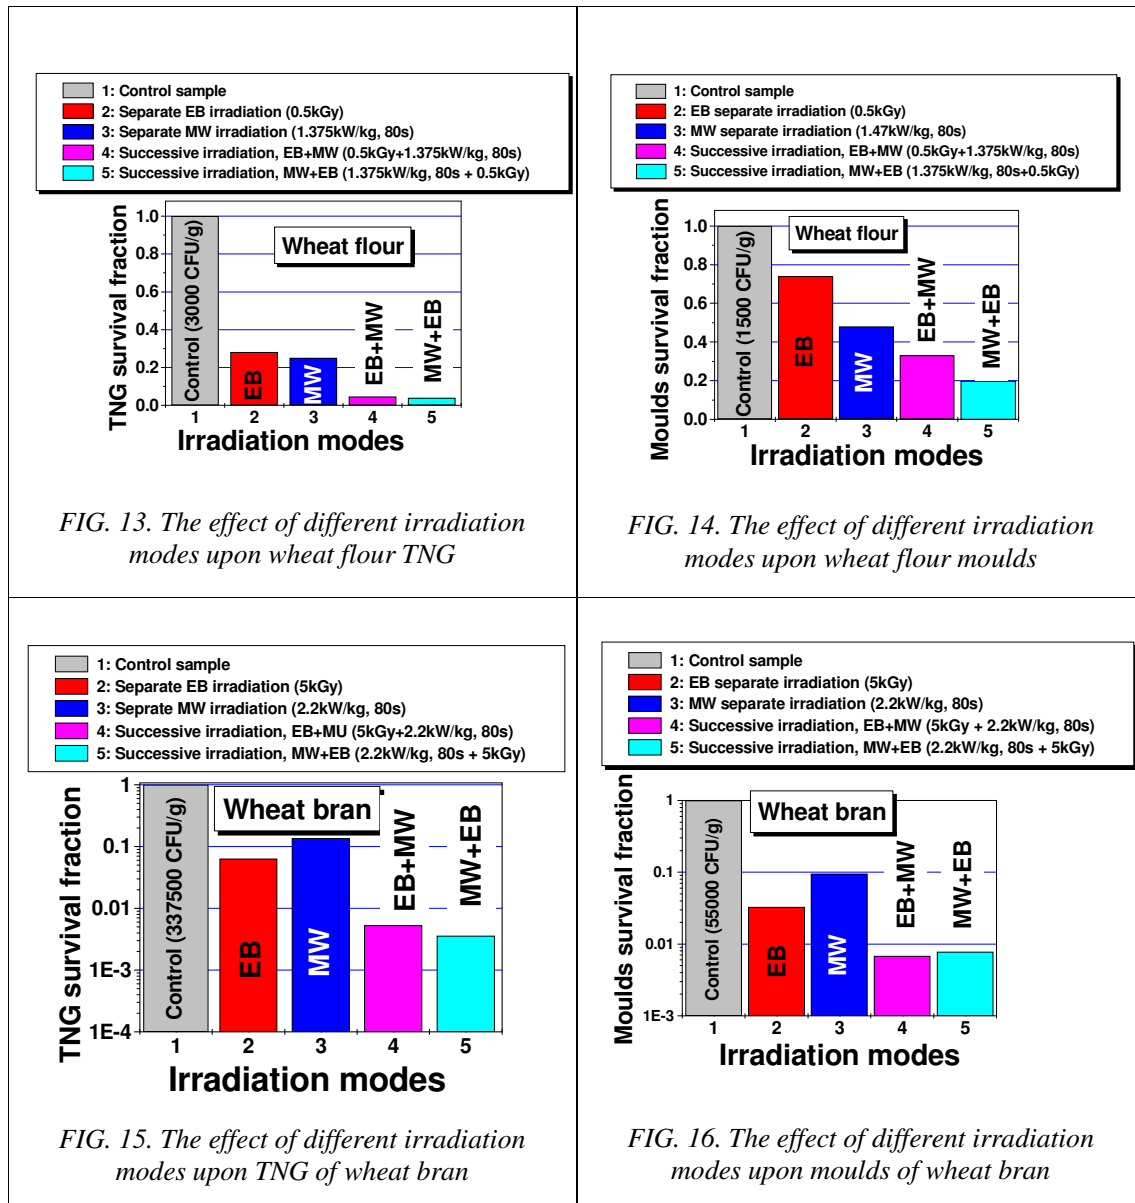 1: Control sample
2: Separate EB irradiation (0.5kGy)
3: Separate MW irradiation (1.375kW/kg, 80s)
4: Successive irradiation, EB+MW (0.5kGy+1.375kW/kg, 80s)
5: Successive irradiation, MW+EB (1.375kW/kg, 80s + 0.5kGy)
TNG survival fraction
1.0
0.8
0.6
0.4
0.2
0.0
Wheat flour
Control (3000 CFU/g)
EB
MW
EB+MW
MW+EB
1 2 3 4 5
Irradiation modes
FIG. 13. The effect of different irradiation
modes upon wheat flour TNG
1: Control sample
2: EB separate irradiation (0.5kGy)
3: MW separate irradiation (1.47kW/kg, 80s)
4: Successive irradiation, EB+MW (0.5kGy+1.375kW/kg, 80s)
5: Successive irradiation, MW+EB (1.375kW/kg, 80s+0.5kGy)
Moulds survival fraction
1.0
0.8
0.6
0.4
0.2
0.0
Wheat flour
Control (1500 CFU/g)
EB
MW
EB+MW
MW+EB
1 2 3 4 5
Irradiation modes
FIG. 14. The effect of different irradiation
modes upon wheat flour moulds
1: Control sample
2: Separate EB irradiation (5kGy)
3: Seprate MW irradiation (2.2kW/kg, 80s)
4: Successive irradiation, EB+MU (5kGy+2.2kW/kg, 80s)
5: Successive irradiation, MW+EB (2.2kW/kg, 80s + 5kGy)
TNG survival fraction
1
0.1
0.01
1E-3
1E-4
Wheat bran
Control (337500 CFU/g)
EB
MW
EB+MW
MW+EB
1 2 3 4 5
Irradiation modes
FIG. 15. The effect of different irradiation
modes upon TNG of wheat bran
1: Control sample
2: EB separate irradiation (5kGy)
3: MW separate irradiation (2.2kW/kg, 80s)
4: Successive irradiation, EB+MW (5kGy + 2.2kW/kg, 80s)
5: Successive irradiation, MW+EB (2.2kW/kg, 80s + 5kGy)
Moulds survival fraction
1
0.1
0.01
1E-3
Wheat bran
Control (55000 CFU/g)
EB
MW
EB+MW
MW+EB
1 2 3 4 5
Irradiation modes
FIG. 16. The effect of different irradiation
modes upon moulds of wheat bran